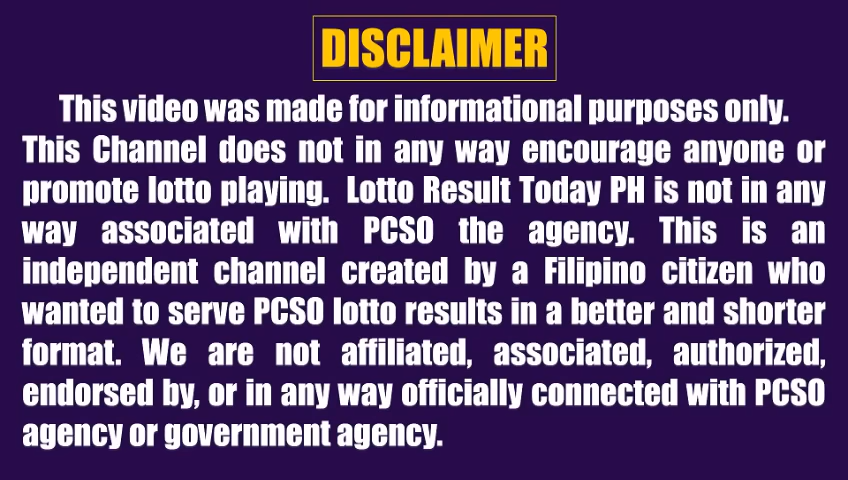 DISCLAIMER
This video was made for informational purposes only.
This Channel does not in any way encourage anyone or
promote lotto playing. Lotto Result Today PH is not in any
way associated with PCSO the agency. This is an
independent channel created by a Filipino citizen who
wanted to serve PCSO lotto results in a better and shorter
format. We are not affiliated, associated, authorized,
endorsed by, or in any way officially connected with PCSO
agency or government agency.